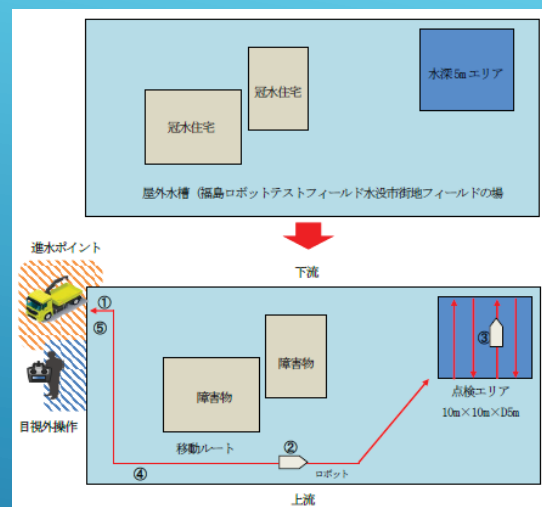 冠水住宅
水深5mエリア
冠水住宅
屋外水槽（福島ロボットテストフィールド水没市街地フィールドの場
進水ポイント
下流
①
⑤
③
障害物
点検エリア
10m×10m×D5m
障害物
目視外操作
移動ルート
②
④
ロボット
上流